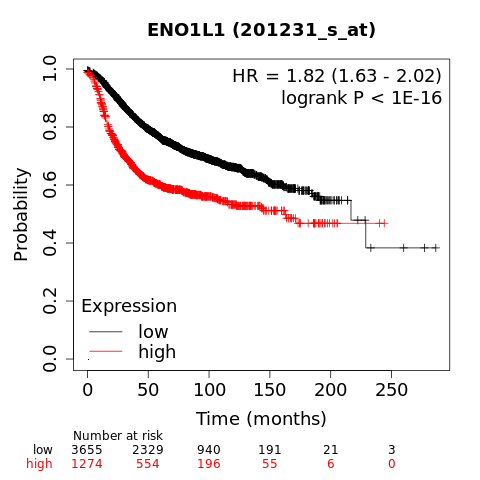 ENO1L1 (201231_s_at)
HR = 1.82 (1.63 - 2.02)
logrank P < 1E-16
1.0
0.8
0.6
0.4
0.2
0.0
Probability
Expression
low
high
0 50 100 150 200 250
Time (months)
Number at risk
low 3655 2329 940 191 21 3
high 1274 554 196 55 6 0